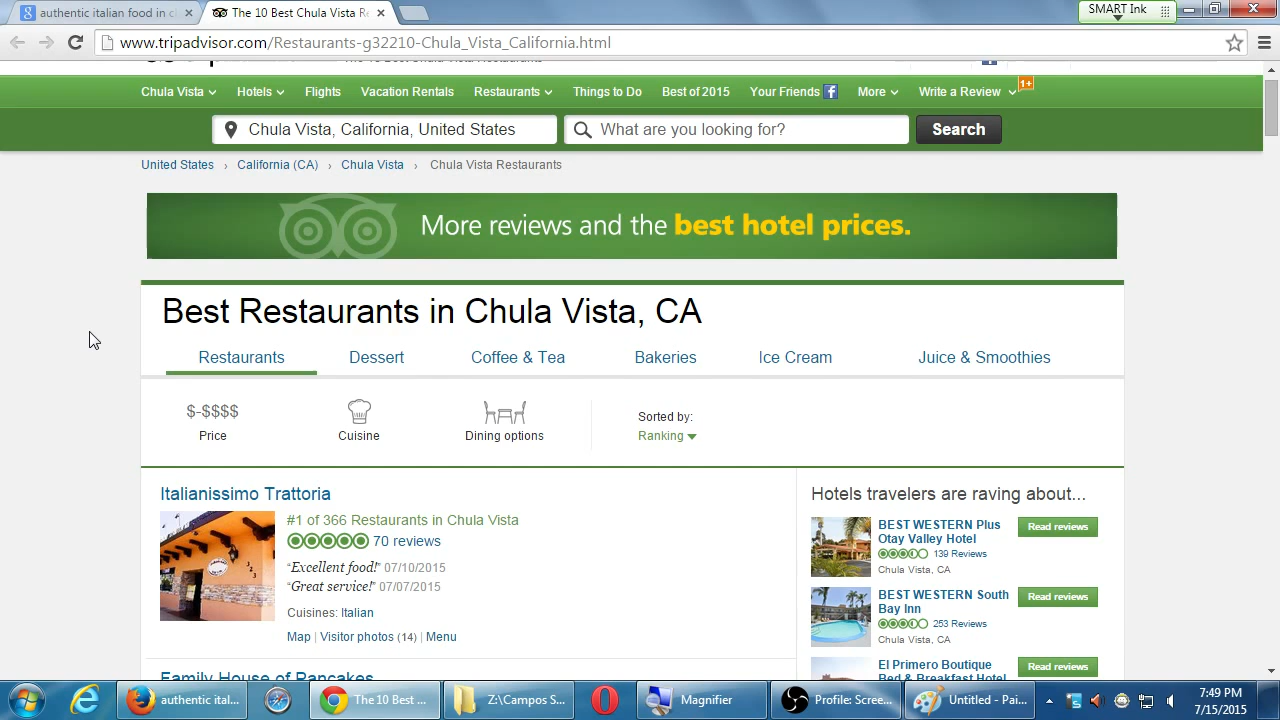 authentic italian food in c
The 10 Best Chula Vista Re
SMART Ink
www.tripadvisor.com/Restaurants-g32210-Chula_Vista_California.html
Chula Vista Hotels Flights Vacation Rentals Restaurants Things to Do Best of 2015 Your Friends More Write a Review 1+
Chula Vista, California, United States What are you looking for? Search
United States › California (CA) › Chula Vista › Chula Vista Restaurants
More reviews and the best hotel prices.
Best Restaurants in Chula Vista, CA
Restaurants Dessert Coffee & Tea Bakeries Ice Cream Juice & Smoothies
$-$$$$
Price
Cuisine
Dining options
Sorted by:
Ranking
Italianissimo Trattoria
#1 of 366 Restaurants in Chula Vista
70 reviews
“Excellent food!” 07/10/2015
“Great service!” 07/07/2015
Cuisines: Italian
Map | Visitor photos (14) | Menu
Family House of Pancakes
Hotels travelers are raving about...
BEST WESTERN Plus
Otay Valley Hotel
139 Reviews
Chula Vista, CA
Read reviews
BEST WESTERN South
Bay Inn
253 Reviews
Chula Vista, CA
Read reviews
El Primero Boutique
Bed & Breakfast Hotel
Read reviews
authentic ital...
The 10 Best ...
Z:\Campos S...
Magnifier
Profile: Scree...
Untitled - Pai...
7:49 PM
7/15/2015